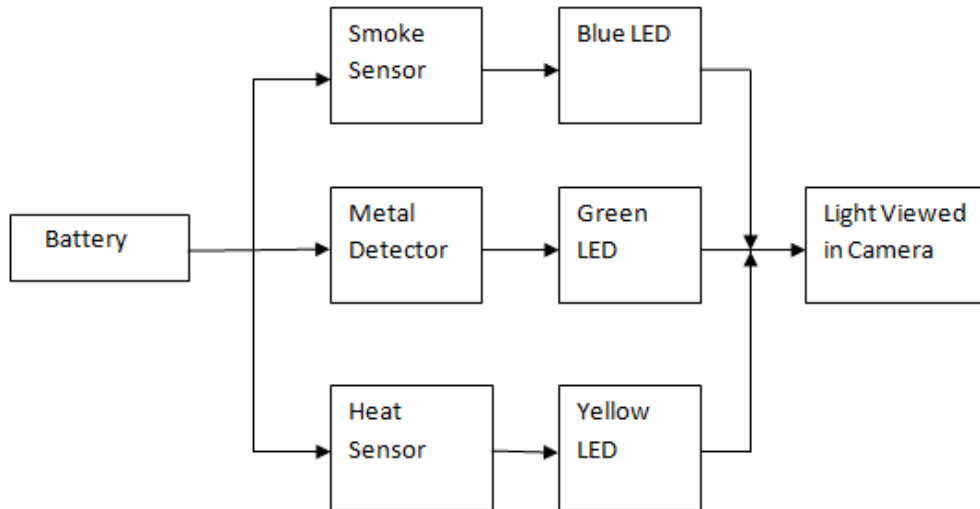 Smoke
Sensor
Blue LED
Battery
Metal
Detector
Green
LED
Light Viewed
in Camera
Heat
Sensor
Yellow
LED